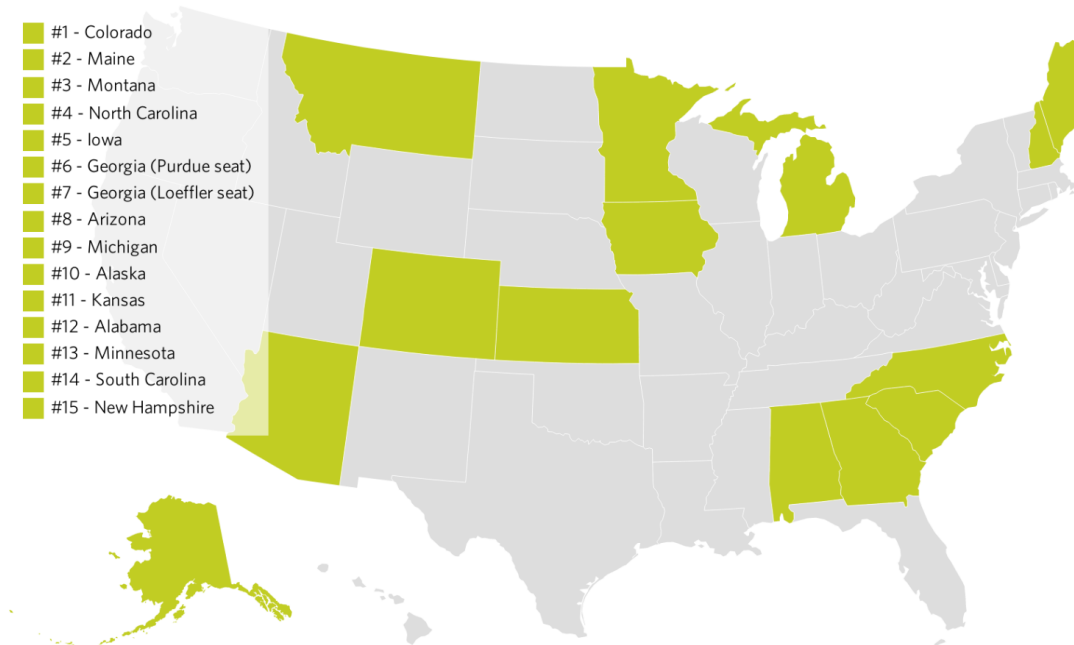 #1 - Colorado
#2 - Maine
#3 - Montana
#4 - North Carolina
#5 - Iowa
#6 - Georgia (Purdue seat)
#7 - Georgia (Loeffler seat)
#8 - Arizona
#9 - Michigan
#10 - Alaska
#11 - Kansas
#12 - Alabama
#13 - Minnesota
#14 - South Carolina
#15 - New Hampshire